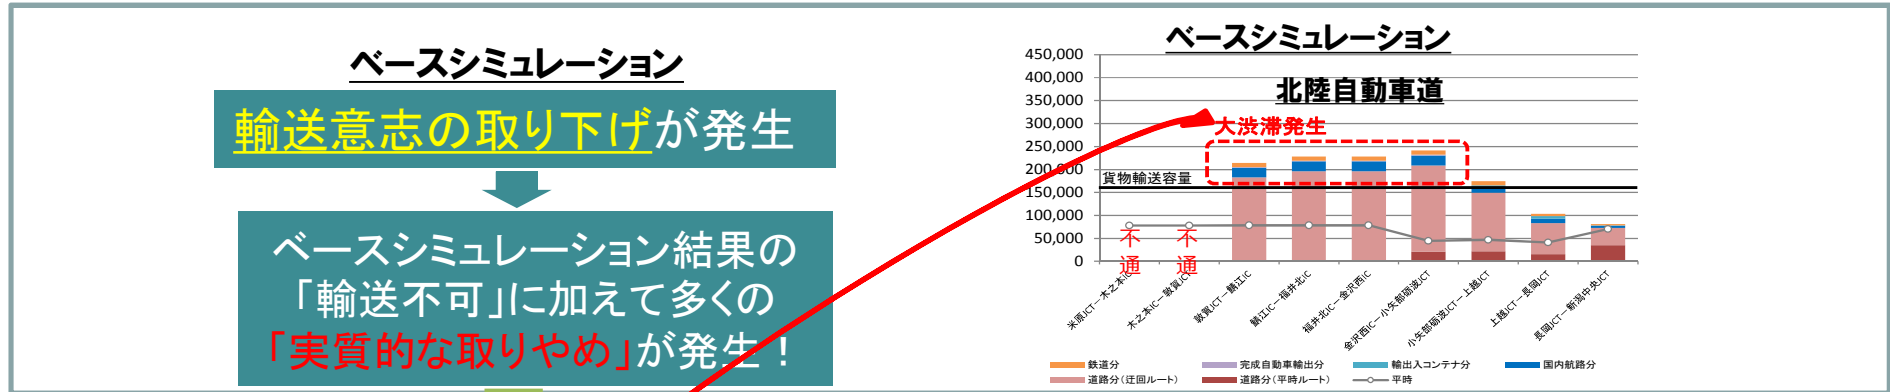 ベースシミュレーション
輸送意志の取り下げが発生
ベースシミュレーション結果の
「輸送不可」に加えて多くの
「実質的な取りやめ」が発生！
ベースシミュレーション
北陸自動車道
大渋滞発生
450,000
400,000
350,000
300,000
250,000
200,000
貨物輸送容量
150,000
100,000
50,000
0
不通
不通
米原JCT－木之本IC
木之本IC－敦賀JCT
敦賀JCT－鯖江IC
鯖江IC－福井北IC
福井北IC－金沢西IC
金沢西IC－小矢部砺波JCT
小矢部砺波JCT－上越JCT
上越JCT－長岡JCT
長岡JCT－新潟中央JCT
鉄道分
完成自動車輸出分
輸出入コンテナ分
国内航路分
道路分（迂回ルート）
道路分（平時ルート）
平時